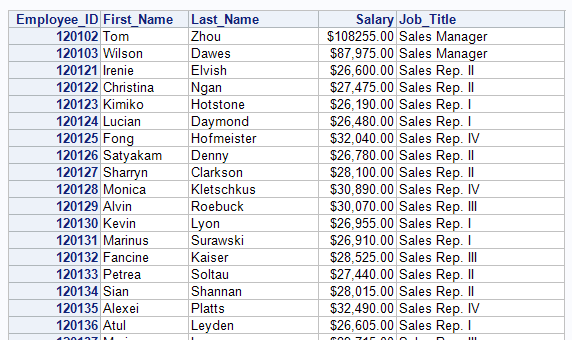 Employee_ID First_Name Last_Name Salary Job_Title
120102 Tom Zhou $108255.00 Sales Manager
120103 Wilson Dawes $87,975.00 Sales Manager
120121 Irenie Elvish $26,600.00 Sales Rep. II
120122 Christina Ngan $27,475.00 Sales Rep. II
120123 Kimiko Hotstone $26,190.00 Sales Rep. I
120124 Lucian Daymond $26,480.00 Sales Rep. I
120125 Fong Hofmeister $32,040.00 Sales Rep. IV
120126 Satyakam Denny $26,780.00 Sales Rep. II
120127 Sharryn Clarkson $28,100.00 Sales Rep. II
120128 Monica Kletschkus $30,890.00 Sales Rep. IV
120129 Alvin Roebuck $30,070.00 Sales Rep. III
120130 Kevin Lyon $26,955.00 Sales Rep. I
120131 Marinus Surawski $26,910.00 Sales Rep. I
120132 Fancine Kaiser $28,525.00 Sales Rep. III
120133 Petrea Soltau $27,440.00 Sales Rep. II
120134 Sian Shannan $28,015.00 Sales Rep. II
120135 Alexei Platts $32,490.00 Sales Rep. IV
120136 Atul Leyden $26,605.00 Sales Rep. I